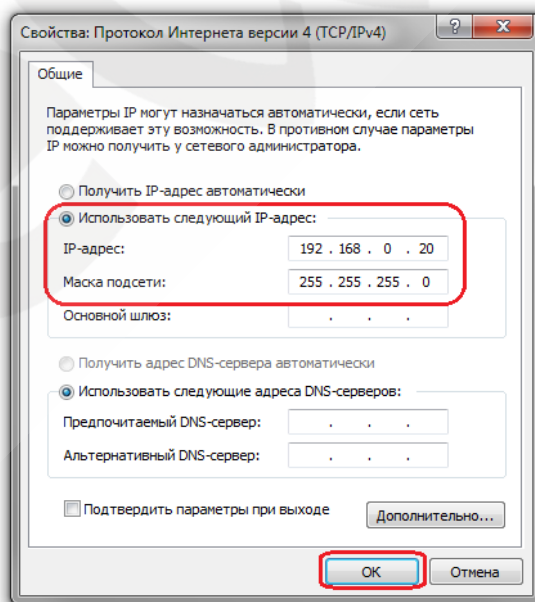 Свойства: Протокол Интернета версии 4 (TCP/IPv4)
Общие
Параметры IP могут назначаться автоматически, если сеть
поддерживает эту возможность. В противном случае параметры
IP можно получить у сетевого администратора.
Получить IP-адрес автоматически
Использовать следующий IP-адрес:
IP-адрес: 192 . 168 . 0 . 20
Маска подсети: 255 . 255 . 255 . 0
Основной шлюз: . . .
Получить адрес DNS-сервера автоматически
Использовать следующие адреса DNS-серверов:
Предпочитаемый DNS-сервер: . . .
Альтернативный DNS-сервер: . . .
Подтвердить параметры при выходе
Дополнительно...
ОК Отмена